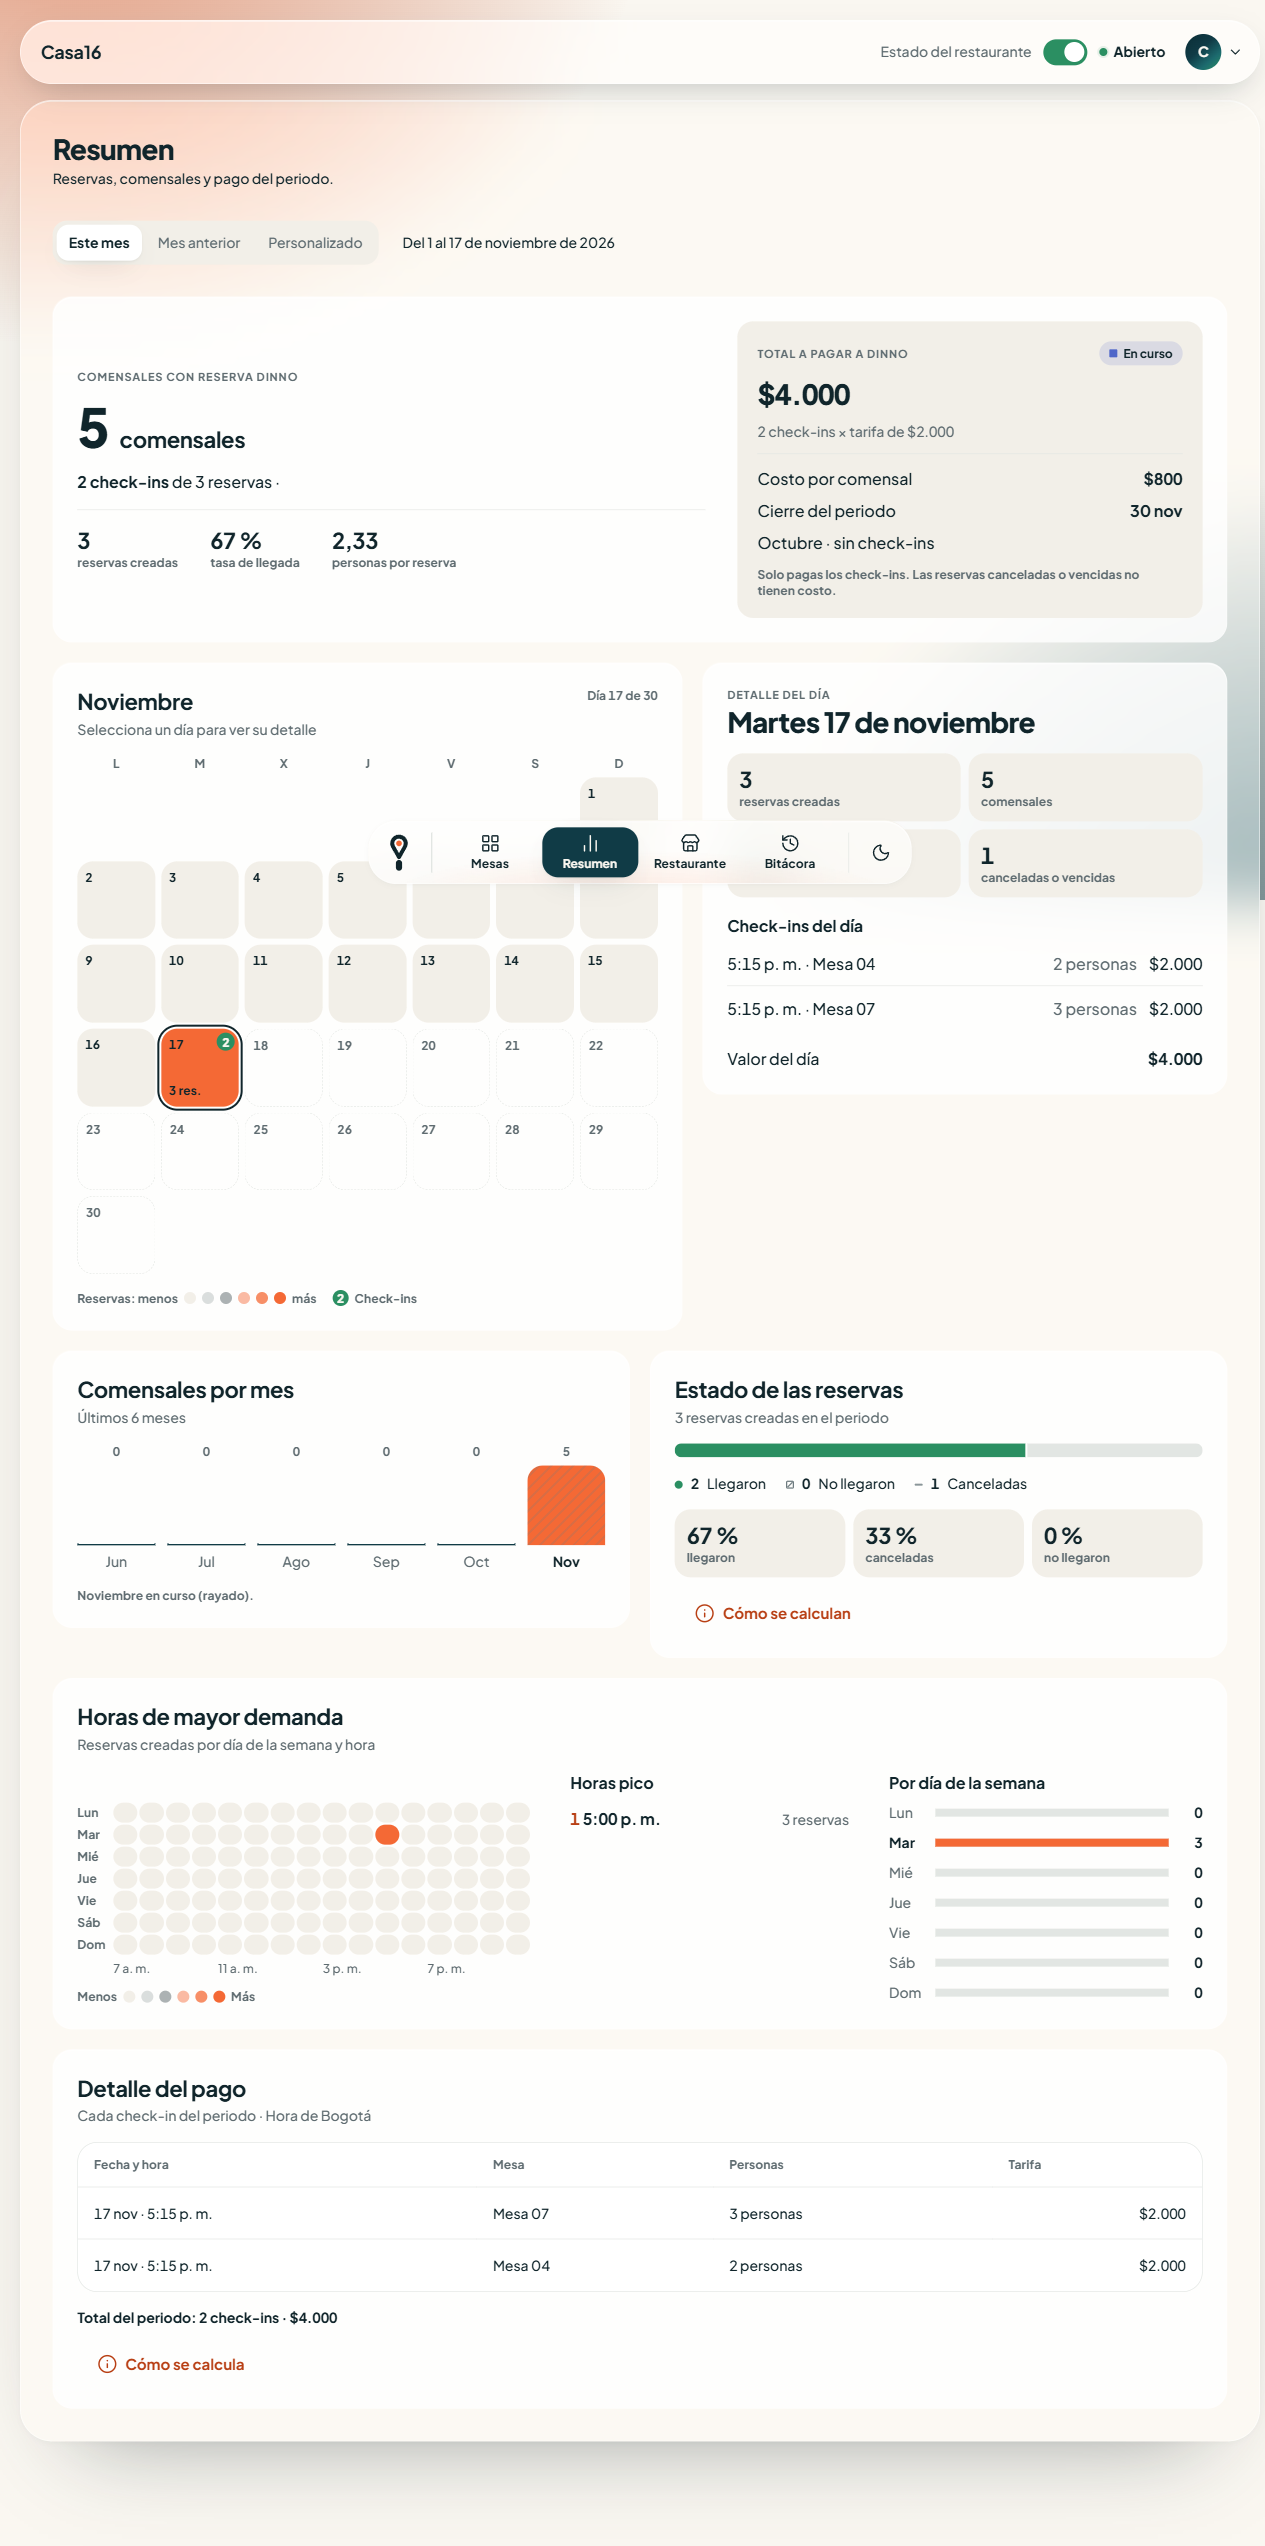 Casa16
Estado del restaurante
Abierto
C
Resumen
Reservas, comensales y pago del periodo.
Este mes
Mes anterior
Personalizado
Del 1 al 17 de noviembre de 2026
COMENSALES CON RESERVA DINNO
5 comensales
2 check-ins de 3 reservas ·
3
reservas creadas
67 %
tasa de llegada
2,33
personas por reserva
TOTAL A PAGAR A DINNO
En curso
$4.000
2 check-ins × tarifa de $2.000
Costo por comensal $800
Cierre del periodo 30 nov
Octubre · sin check-ins
Solo pagas los check-ins. Las reservas canceladas o vencidas no
tienen costo.
Noviembre
Día 17 de 30
Selecciona un día para ver su detalle
L M X J V S D
1
2 3 4 5
9 10 11 12 13 14 15
16 17 2 18 19 20 21 22
3 res.
23 24 25 26 27 28 29
30
Reservas: menos más 2 Check-ins
DETALLE DEL DÍA
Martes 17 de noviembre
3
reservas creadas
5
comensales
1
canceladas o vencidas
Mesas
Resumen
Restaurante
Bitácora
Check-ins del día
5:15 p. m. · Mesa 04 2 personas $2.000
5:15 p. m. · Mesa 07 3 personas $2.000
Valor del día $4.000
Comensales por mes
Últimos 6 meses
0 0 0 0 0 5
Jun Jul Ago Sep Oct Nov
Noviembre en curso (rayado).
Estado de las reservas
3 reservas creadas en el periodo
2 Llegaron 0 No llegaron 1 Canceladas
67 %
llegaron
33 %
canceladas
0 %
no llegaron
Cómo se calculan
Horas de mayor demanda
Reservas creadas por día de la semana y hora
Lun
Mar
Mié
Jue
Vie
Sáb
Dom
7 a. m. 11 a. m. 3 p. m. 7 p. m.
Menos Más
Horas pico
1 5:00 p. m. 3 reservas
Por día de la semana
Lun 0
Mar 3
Mié 0
Jue 0
Vie 0
Sáb 0
Dom 0
Detalle del pago
Cada check-in del periodo · Hora de Bogotá
Fecha y hora Mesa Personas Tarifa
17 nov · 5:15 p. m. Mesa 07 3 personas $2.000
17 nov · 5:15 p. m. Mesa 04 2 personas $2.000
Total del periodo: 2 check-ins · $4.000
Cómo se calcula